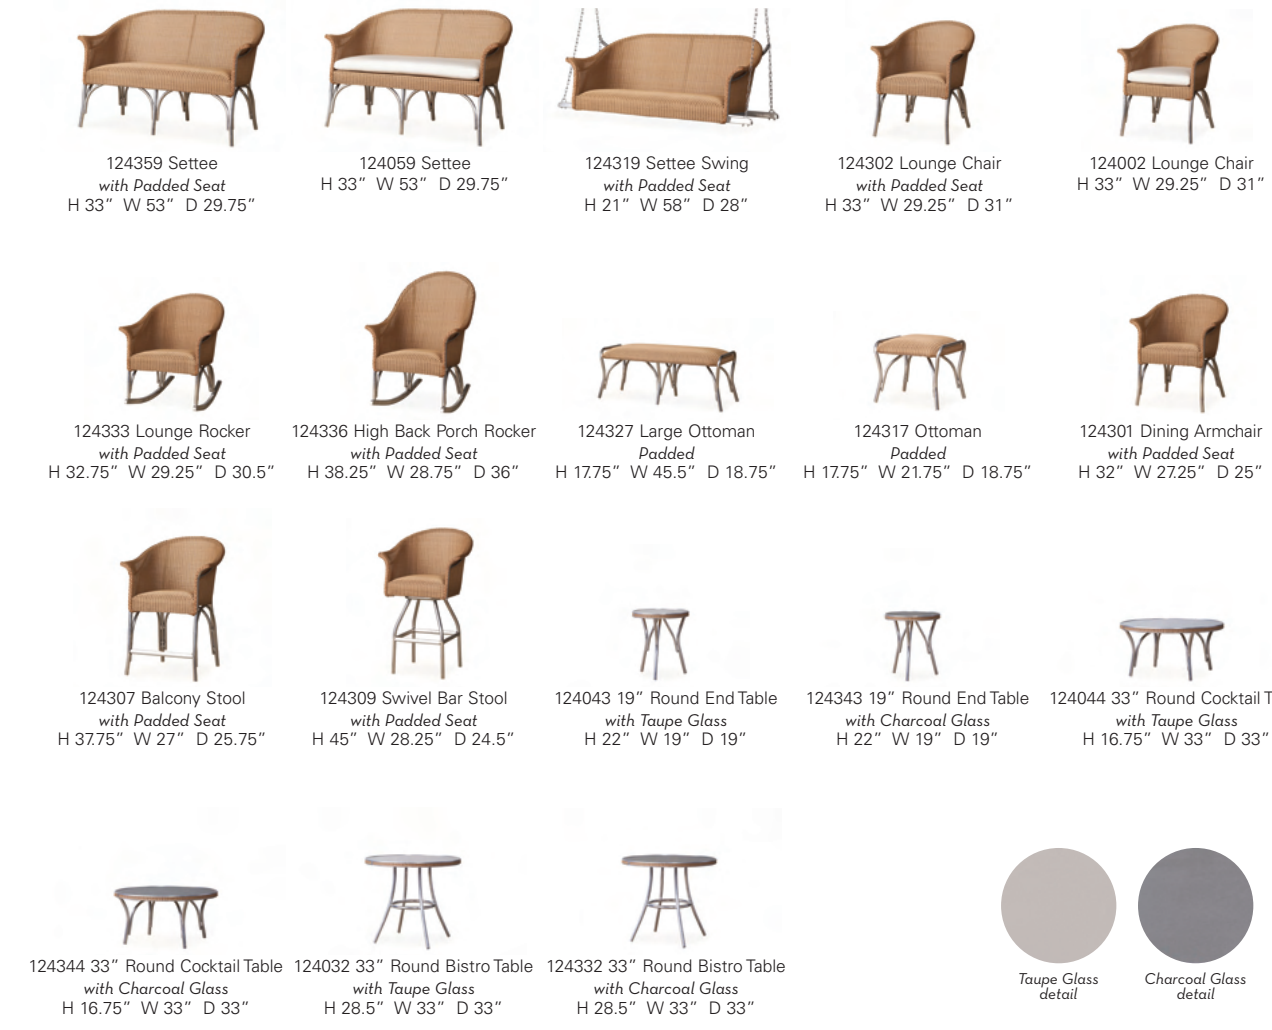 124359 Settee
with Padded Seat
H 33” W 53” D 29.75”
124059 Settee
H 33” W 53” D 29.75”
124319 Settee Swing
with Padded Seat
H 21” W 58” D 28”
124302 Lounge Chair
with Padded Seat
H 33” W 29.25” D 31”
124002 Lounge Chair
H 33” W 29.25” D 31”
124333 Lounge Rocker
with Padded Seat
H 32.75” W 29.25” D 30.5”
124336 High Back Porch Rocker
with Padded Seat
H 38.25” W 28.75” D 36”
124327 Large Ottoman
Padded
H 17.75” W 45.5” D 18.75”
124317 Ottoman
Padded
H 17.75” W 21.75” D 18.75”
124301 Dining Armchair
with Padded Seat
H 32” W 27.25” D 25”
124307 Balcony Stool
with Padded Seat
H 37.75” W 27” D 25.75”
124309 Swivel Bar Stool
with Padded Seat
H 45” W 28.25” D 24.5”
124043 19” Round End Table
with Taupe Glass
H 22” W 19” D 19”
124343 19” Round End Table
with Charcoal Glass
H 22” W 19” D 19”
124044 33” Round Cocktail T
with Taupe Glass
H 16.75” W 33” D 33”
124344 33” Round Cocktail Table
with Charcoal Glass
H 16.75” W 33” D 33”
124032 33” Round Bistro Table
with Taupe Glass
H 28.5” W 33” D 33”
124332 33” Round Bistro Table
with Charcoal Glass
H 28.5” W 33” D 33”
Taupe Glass
detail
Charcoal Glass
detail